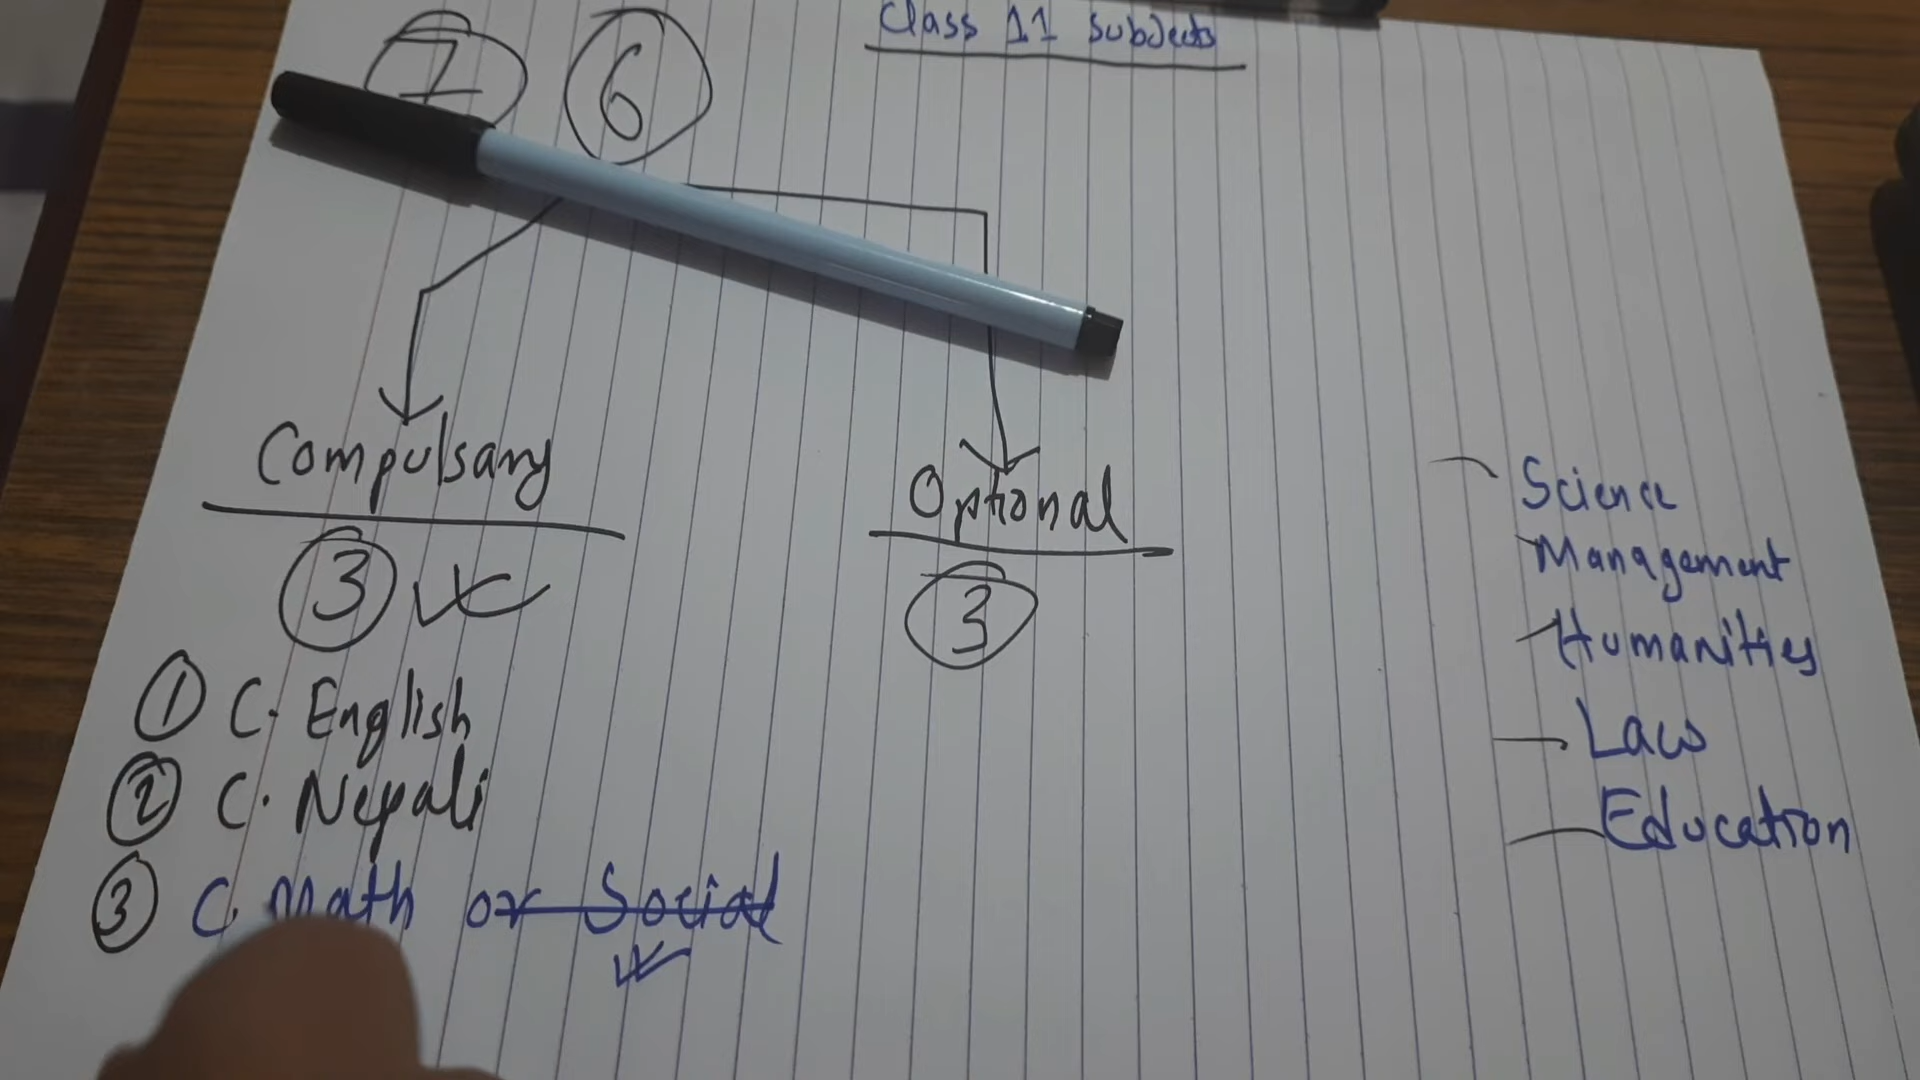 Class 11 Subjects
7 6
Compulsary
3
1 C. English
2 C. Nepali
3 C. Math or Social
Optional
3
Science
Management
Humanities
Law
Education